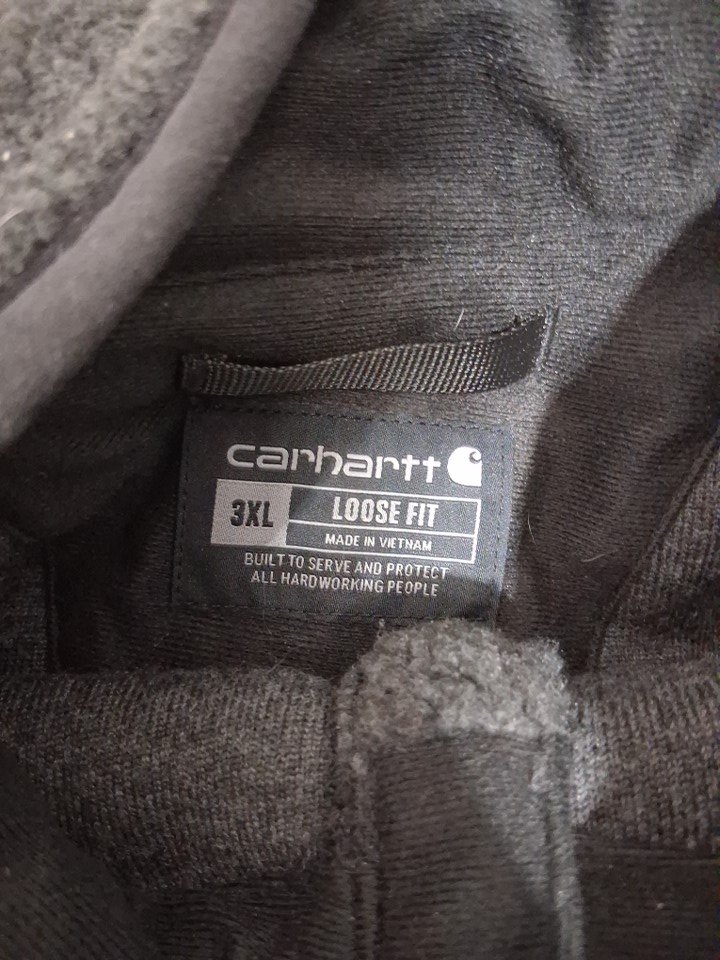 carhartt
3XL LOOSE FIT
MADE IN VIETNAM
BUILT TO SERVE AND PROTECT
ALL HARDWORKING PEOPLE